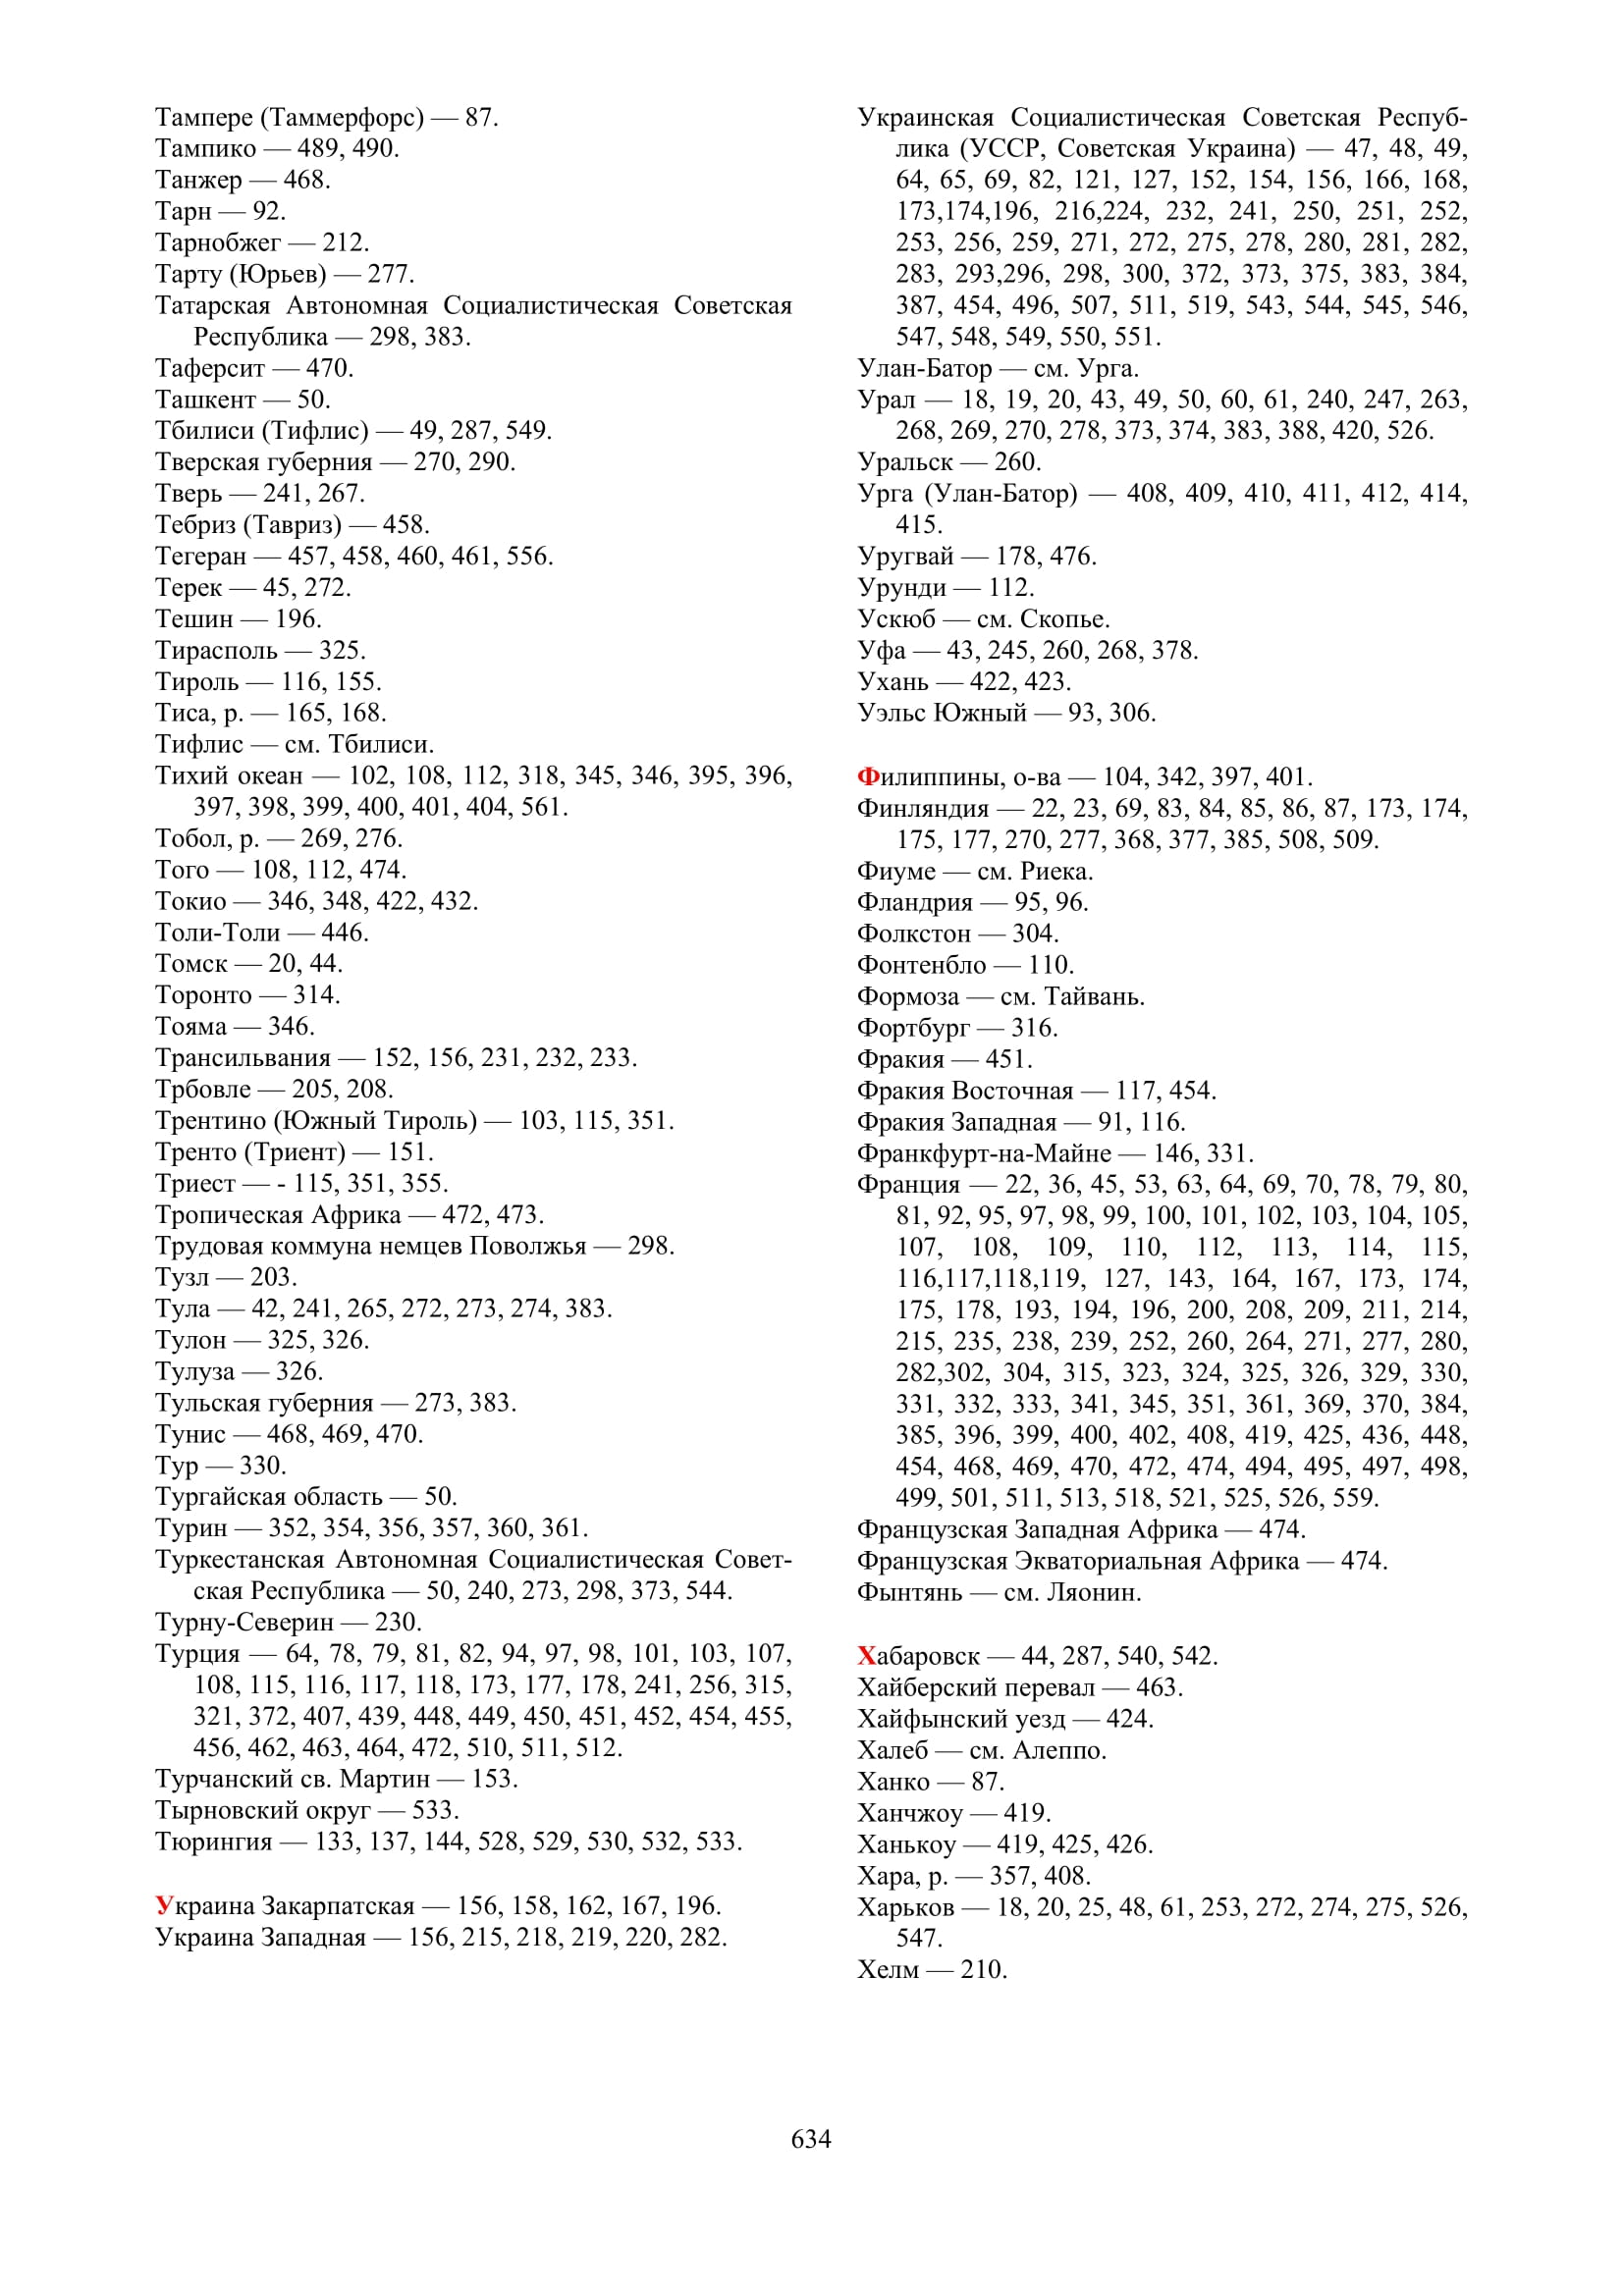 Тампере (Таммерфорс) — 87.
Тампико — 489, 490.
Танжер — 468.
Тарн — 92.
Тарнобжег — 212.
Тарту (Юрьев) — 277.
Татарская Автономная Социалистическая Советская
Республика — 298, 383.
Таферсит — 470.
Ташкент — 50.
Тбилиси (Тифлис) — 49, 287, 549.
Тверская губерния — 270, 290.
Тверь — 241, 267.
Тебриз (Тавриз) — 458.
Тегеран — 457, 458, 460, 461, 556.
Терек — 45, 272.
Тешин — 196.
Тирасполь — 325.
Тироль — 116, 155.
Тиса, р. — 165, 168.
Тифлис — см. Тбилиси.
Тихий океан — 102, 108, 112, 318, 345, 346, 395, 396,
397, 398, 399, 400, 401, 404, 561.
Тобол, р. — 269, 276.
Того — 108, 112, 474.
Токио — 346, 348, 422, 432.
Толи-Толи — 446.
Томск — 20, 44.
Торонто — 314.
Тояма — 346.
Трансильвания — 152, 156, 231, 232, 233.
Трбовле — 205, 208.
Трентино (Южный Тироль) — 103, 115, 351.
Тренто (Триент) — 151.
Триест — - 115, 351, 355.
Тропическая Африка — 472, 473.
Трудовая коммуна немцев Поволжья — 298.
Тузл — 203.
Тула — 42, 241, 265, 272, 273, 274, 383.
Тулон — 325, 326.
Тулуза — 326.
Тульская губерния — 273, 383.
Тунис — 468, 469, 470.
Тур — 330.
Тургайская область — 50.
Турин — 352, 354, 356, 357, 360, 361.
Туркестанская Автономная Социалистическая Совет-
ская Республика — 50, 240, 273, 298, 373, 544.
Турну-Северин — 230.
Турция — 64, 78, 79, 81, 82, 94, 97, 98, 101, 103, 107,
108, 115, 116, 117, 118, 173, 177, 178, 241, 256, 315,
321, 372, 407, 439, 448, 449, 450, 451, 452, 454, 455,
456, 462, 463, 464, 472, 510, 511, 512.
Турчанский св. Мартин — 153.
Тырновский округ — 533.
Тюрингия — 133, 137, 144, 528, 529, 530, 532, 533.
Украина Закарпатская — 156, 158, 162, 167, 196.
Украина Западная — 156, 215, 218, 219, 220, 282.
Украинская Социалистическая Советская Респуб-
лика (УССР, Советская Украина) — 47, 48, 49,
64, 65, 69, 82, 121, 127, 152, 154, 156, 166, 168,
173,174,196, 216,224, 232, 241, 250, 251, 252,
253, 256, 259, 271, 272, 275, 278, 280, 281, 282,
283, 293,296, 298, 300, 372, 373, 375, 383, 384,
387, 454, 496, 507, 511, 519, 543, 544, 545, 546,
547, 548, 549, 550, 551.
Улан-Батор — см. Урга.
Урал — 18, 19, 20, 43, 49, 50, 60, 61, 240, 247, 263,
268, 269, 270, 278, 373, 374, 383, 388, 420, 526.
Уральск — 260.
Урга (Улан-Батор) — 408, 409, 410, 411, 412, 414,
415.
Уругвай — 178, 476.
Урунди — 112.
Ускюб — см. Скопье.
Уфа — 43, 245, 260, 268, 378.
Ухань — 422, 423.
Уэльс Южный — 93, 306.
Филиппины, о-ва — 104, 342, 397, 401.
Финляндия — 22, 23, 69, 83, 84, 85, 86, 87, 173, 174,
175, 177, 270, 277, 368, 377, 385, 508, 509.
Фиуме — см. Риека.
Фландрия — 95, 96.
Фолкстон — 304.
Фонтенбло — 110.
Формоза — см. Тайвань.
Фортбург — 316.
Фракия — 451.
Фракия Восточная — 117, 454.
Фракия Западная — 91, 116.
Франкфурт-на-Майне — 146, 331.
Франция — 22, 36, 45, 53, 63, 64, 69, 70, 78, 79, 80,
81, 92, 95, 97, 98, 99, 100, 101, 102, 103, 104, 105,
107, 108, 109, 110, 112, 113, 114, 115,
116,117,118,119, 127, 143, 164, 167, 173, 174,
175, 178, 193, 194, 196, 200, 208, 209, 211, 214,
215, 235, 238, 239, 252, 260, 264, 271, 277, 280,
282,302, 304, 315, 323, 324, 325, 326, 329, 330,
331, 332, 333, 341, 345, 351, 361, 369, 370, 384,
385, 396, 399, 400, 402, 408, 419, 425, 436, 448,
454, 468, 469, 470, 472, 474, 494, 495, 497, 498,
499, 501, 511, 513, 518, 521, 525, 526, 559.
Французская Западная Африка — 474.
Французская Экваториальная Африка — 474.
Фынтянь — см. Ляонин.
Хабаровск — 44, 287, 540, 542.
Хайберский перевал — 463.
Хайфынский уезд — 424.
Халеб — см. Алеппо.
Ханко — 87.
Ханчжоу — 419.
Ханькоу — 419, 425, 426.
Хара, р. — 357, 408.
Харьков — 18, 20, 25, 48, 61, 253, 272, 274, 275, 526,
547.
Хелм — 210.
634